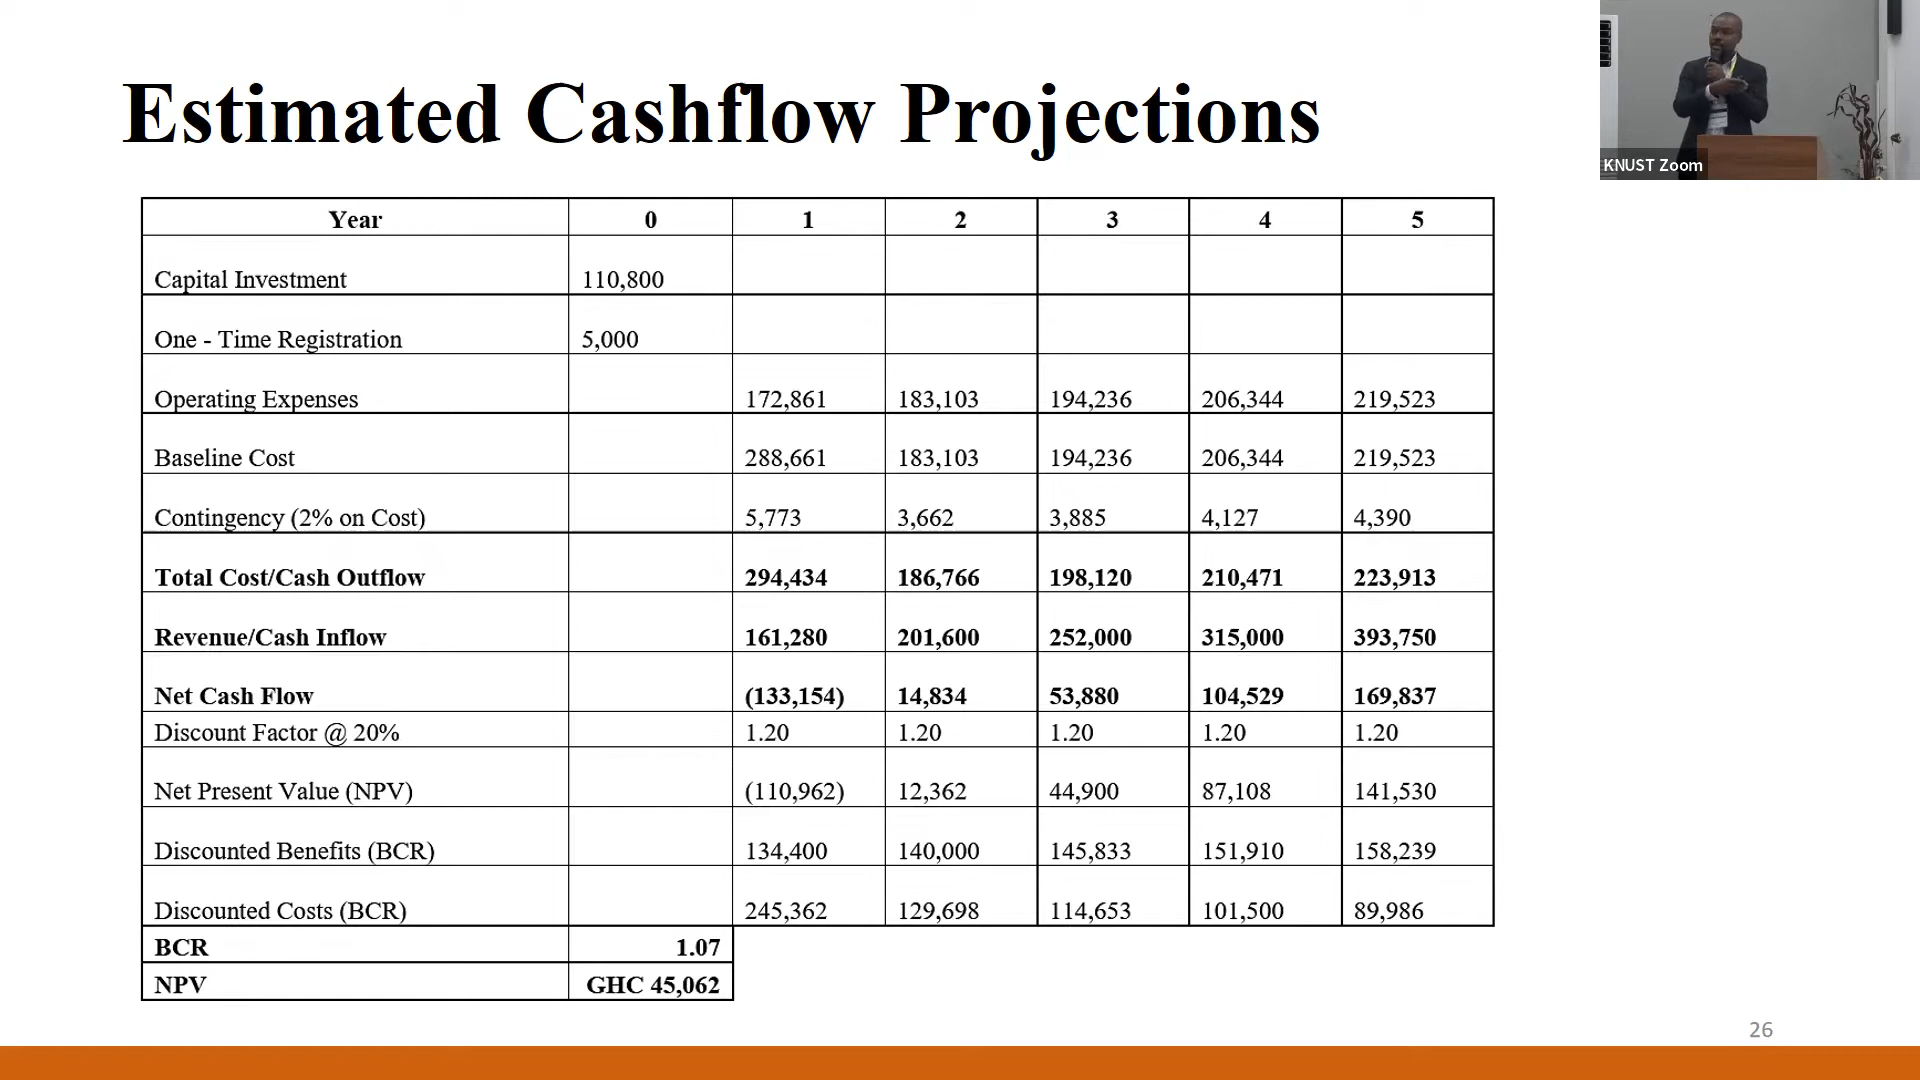 Estimated Cashflow Projections
KNUST Zoom
Year 0 1 2 3 4 5
Capital Investment 110,800
One - Time Registration 5,000
Operating Expenses 172,861 183,103 194,236 206,344 219,523
Baseline Cost 288,661 183,103 194,236 206,344 219,523
Contingency (2% on Cost) 5,773 3,662 3,885 4,127 4,390
Total Cost/Cash Outflow 294,434 186,766 198,120 210,471 223,913
Revenue/Cash Inflow 161,280 201,600 252,000 315,000 393,750
Net Cash Flow (133,154) 14,834 53,880 104,529 169,837
Discount Factor @ 20% 1.20 1.20 1.20 1.20 1.20
Net Present Value (NPV) (110,962) 12,362 44,900 87,108 141,530
Discounted Benefits (BCR) 134,400 140,000 145,833 151,910 158,239
Discounted Costs (BCR) 245,362 129,698 114,653 101,500 89,986
BCR 1.07
NPV GHC 45,062
26